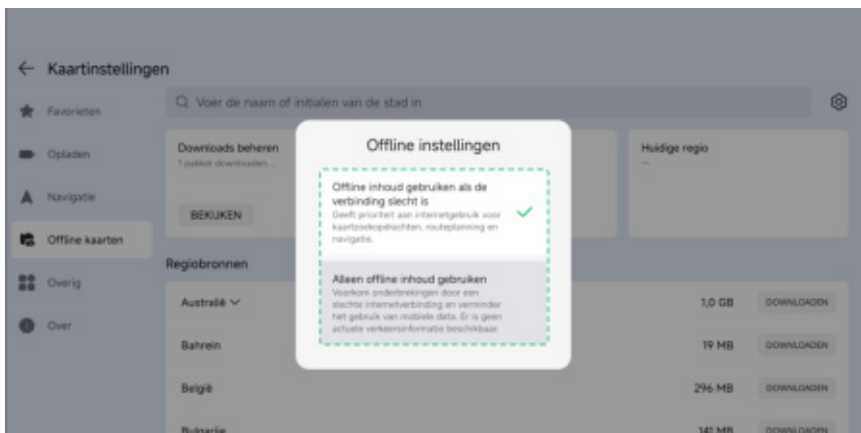 Kaartinstellingen
Voer de naam of initialen van de stad in
Favorieten
Opladen
Navigatie
Offline kaarten
Overig
Over
Downloads beheren
1 pakket downloaden...
BEKIJKEN
Huidige regio
--
Offline instellingen
Offline inhoud gebruiken als de
verbinding slecht is
Geeft prioriteit aan internetgebruik voor
kaartzoekopdrachten, routeplanning en
navigatie.
Alleen offline inhoud gebruiken
Voorkom onderbrekingen door een
slechte internetverbinding en verminder
het gebruik van mobiele data. Er is geen
actuele verkeersinformatie beschikbaar.
Regiobronnen
Australië 1,0 GB DOWNLOADEN
Bahrein 19 MB DOWNLOADEN
België 296 MB DOWNLOADEN
Bulgarije 141 MB DOWNLOADEN